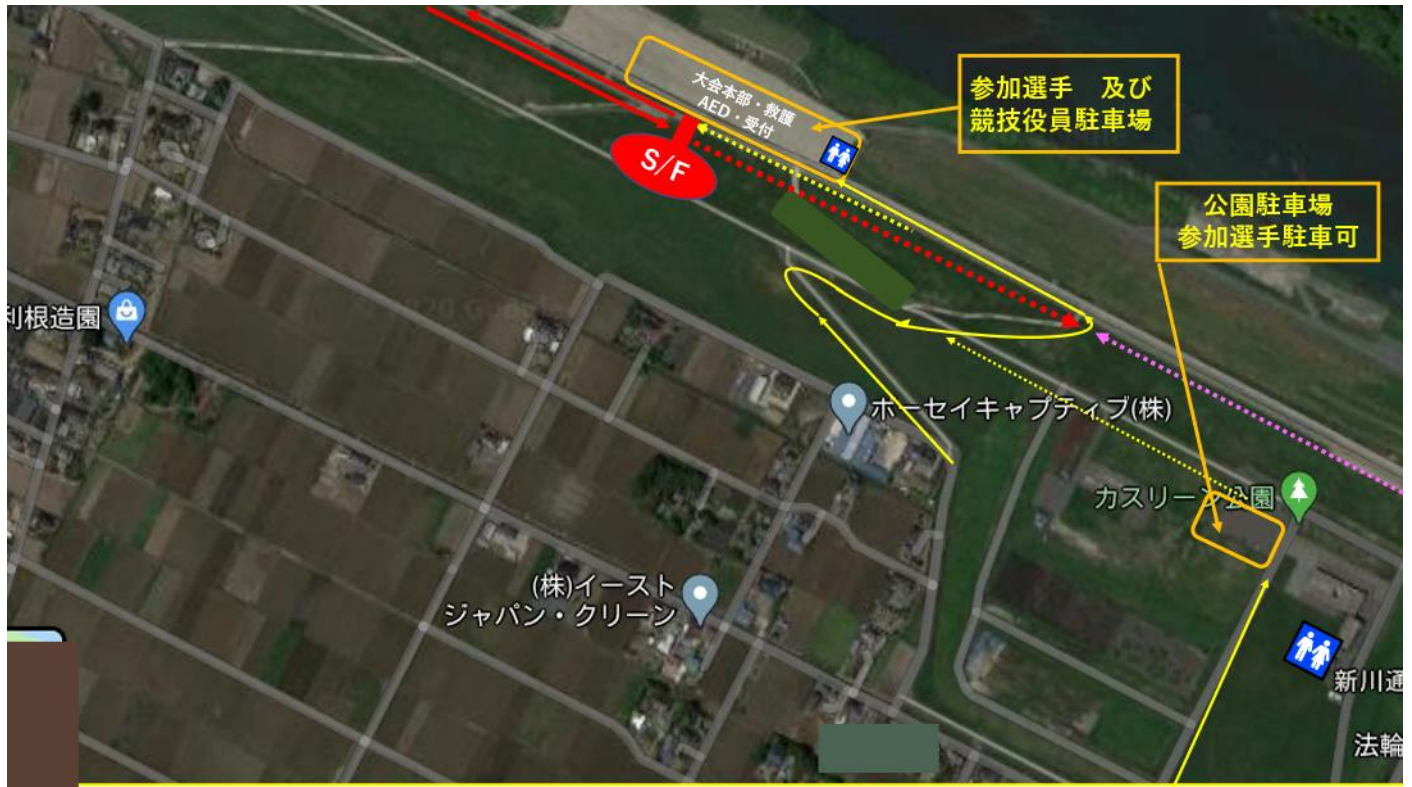 大会本部・救護
AED・受付
参加選手　及び
競技役員駐車場
S/F
公園駐車場
参加選手駐車可
利根造園
ホーセイキャプティブ(株)
カスリーン公園
(株)イースト
ジャパン・クリーン
新川通
法輪